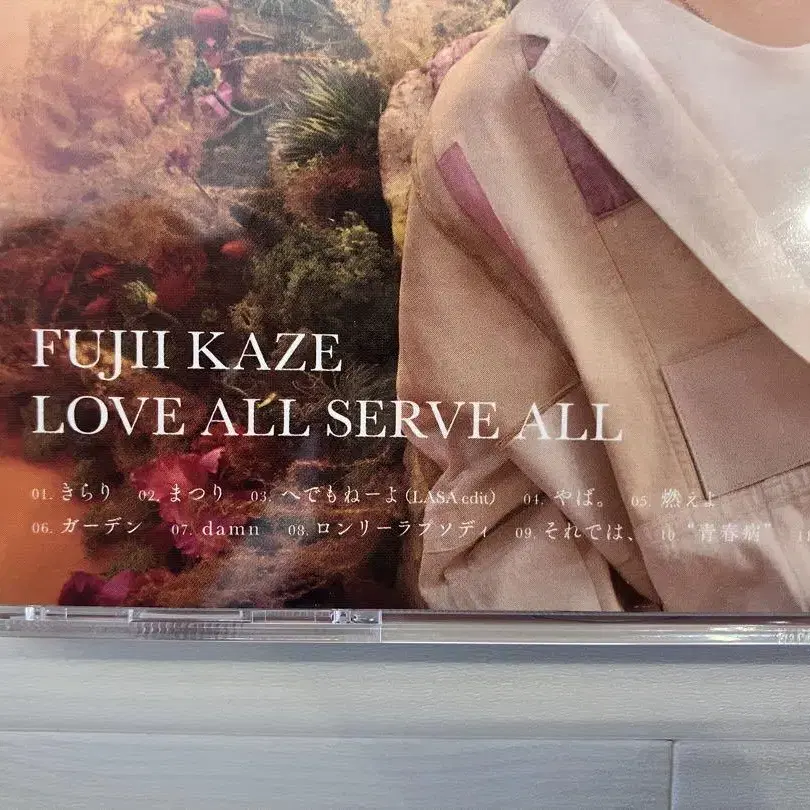 FUJII KAZE
LOVE ALL SERVE ALL
01. きらり 02. まつり 03. へでもねーよ(LASA edit) 04. やば。 05. 燃えよ
06. ガーデン 07. damn 08. ロンリーラプソディ 09. それでは、 10. "青春病"